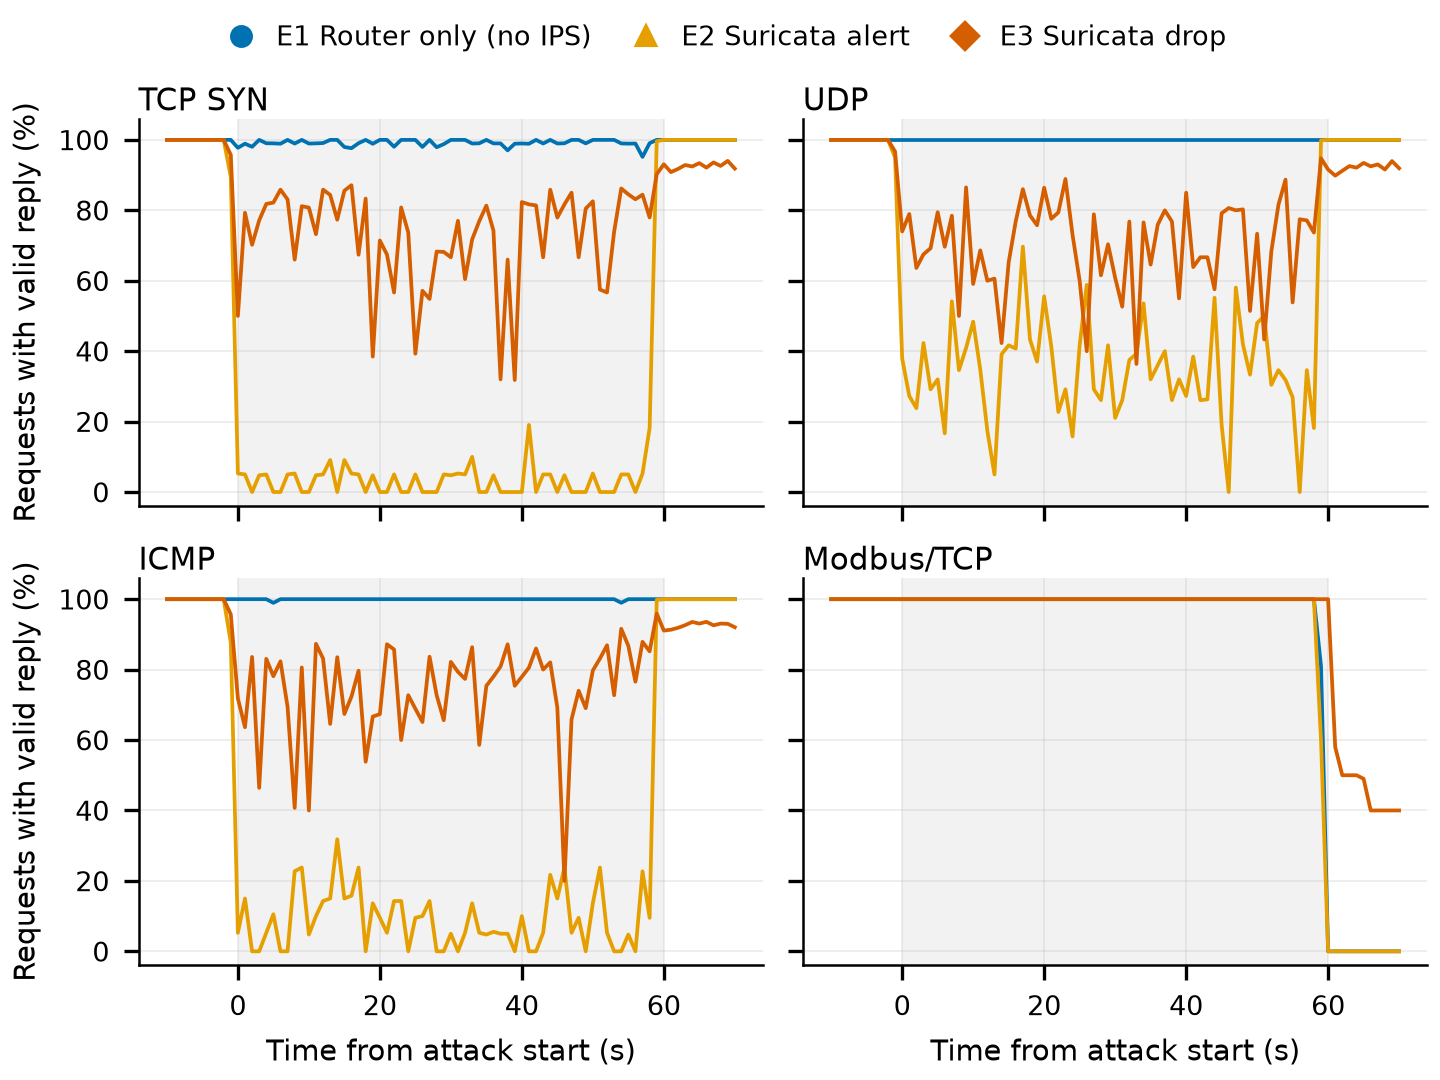 E1 Router only (no IPS) E2 Suricata alert E3 Suricata drop
TCP SYN
UDP
Requests with valid reply (%)
100
80
60
40
20
0
ICMP
Modbus/TCP
Requests with valid reply (%)
100
80
60
40
20
0
0 20 40 60
0 20 40 60
Time from attack start (s)
Time from attack start (s)